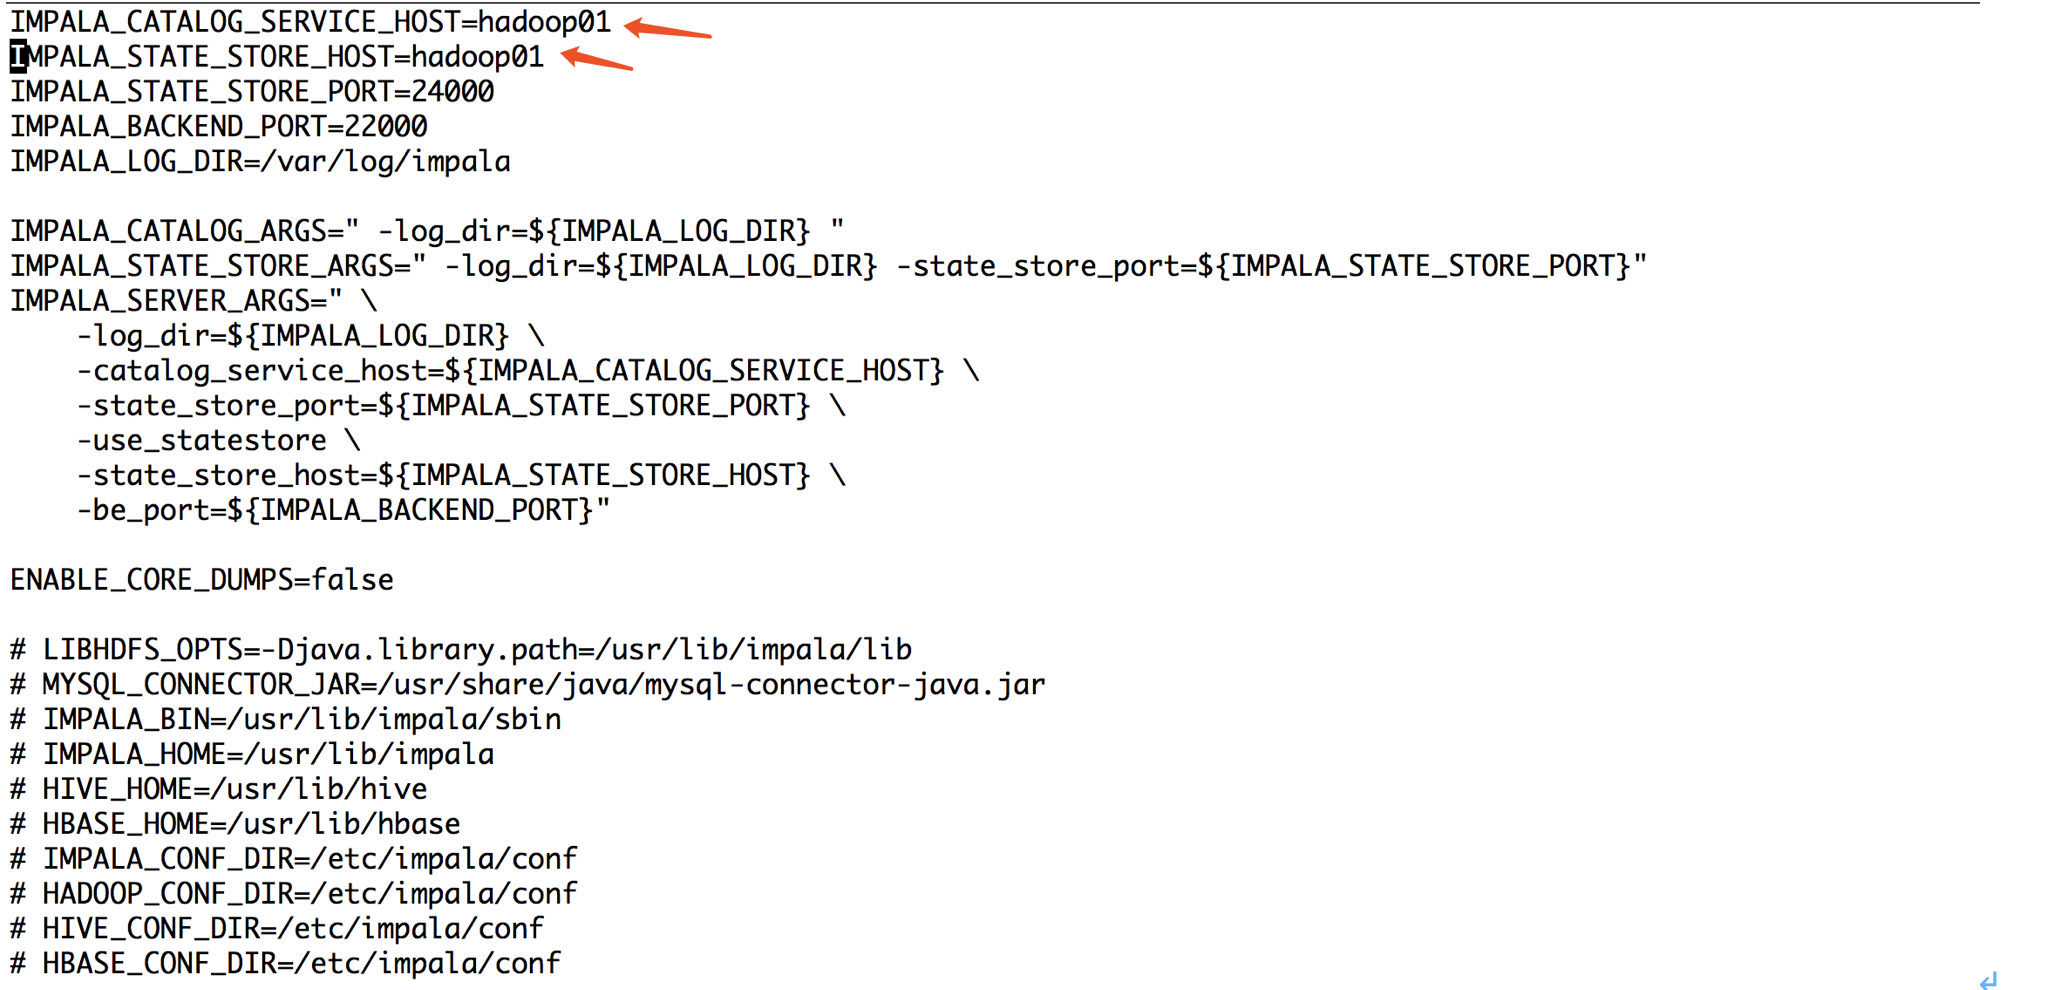 IMPALA_CATALOG_SERVICE_HOST=hadoop01
IMPALA_STATE_STORE_HOST=hadoop01
IMPALA_STATE_STORE_PORT=24000
IMPALA_BACKEND_PORT=22000
IMPALA_LOG_DIR=/var/log/impala

IMPALA_CATALOG_ARGS=" -log_dir=${IMPALA_LOG_DIR} "
IMPALA_STATE_STORE_ARGS=" -log_dir=${IMPALA_LOG_DIR} -state_store_port=${IMPALA_STATE_STORE_PORT}"
IMPALA_SERVER_ARGS=" \
    -log_dir=${IMPALA_LOG_DIR} \
    -catalog_service_host=${IMPALA_CATALOG_SERVICE_HOST} \
    -state_store_port=${IMPALA_STATE_STORE_PORT} \
    -use_statestore \
    -state_store_host=${IMPALA_STATE_STORE_HOST} \
    -be_port=${IMPALA_BACKEND_PORT}"

ENABLE_CORE_DUMPS=false

# LIBHDFS_OPTS=-Djava.library.path=/usr/lib/impala/lib
# MYSQL_CONNECTOR_JAR=/usr/share/java/mysql-connector-java.jar
# IMPALA_BIN=/usr/lib/impala/sbin
# IMPALA_HOME=/usr/lib/impala
# HIVE_HOME=/usr/lib/hive
# HBASE_HOME=/usr/lib/hbase
# IMPALA_CONF_DIR=/etc/impala/conf
# HADOOP_CONF_DIR=/etc/impala/conf
# HIVE_CONF_DIR=/etc/impala/conf
# HBASE_CONF_DIR=/etc/impala/conf